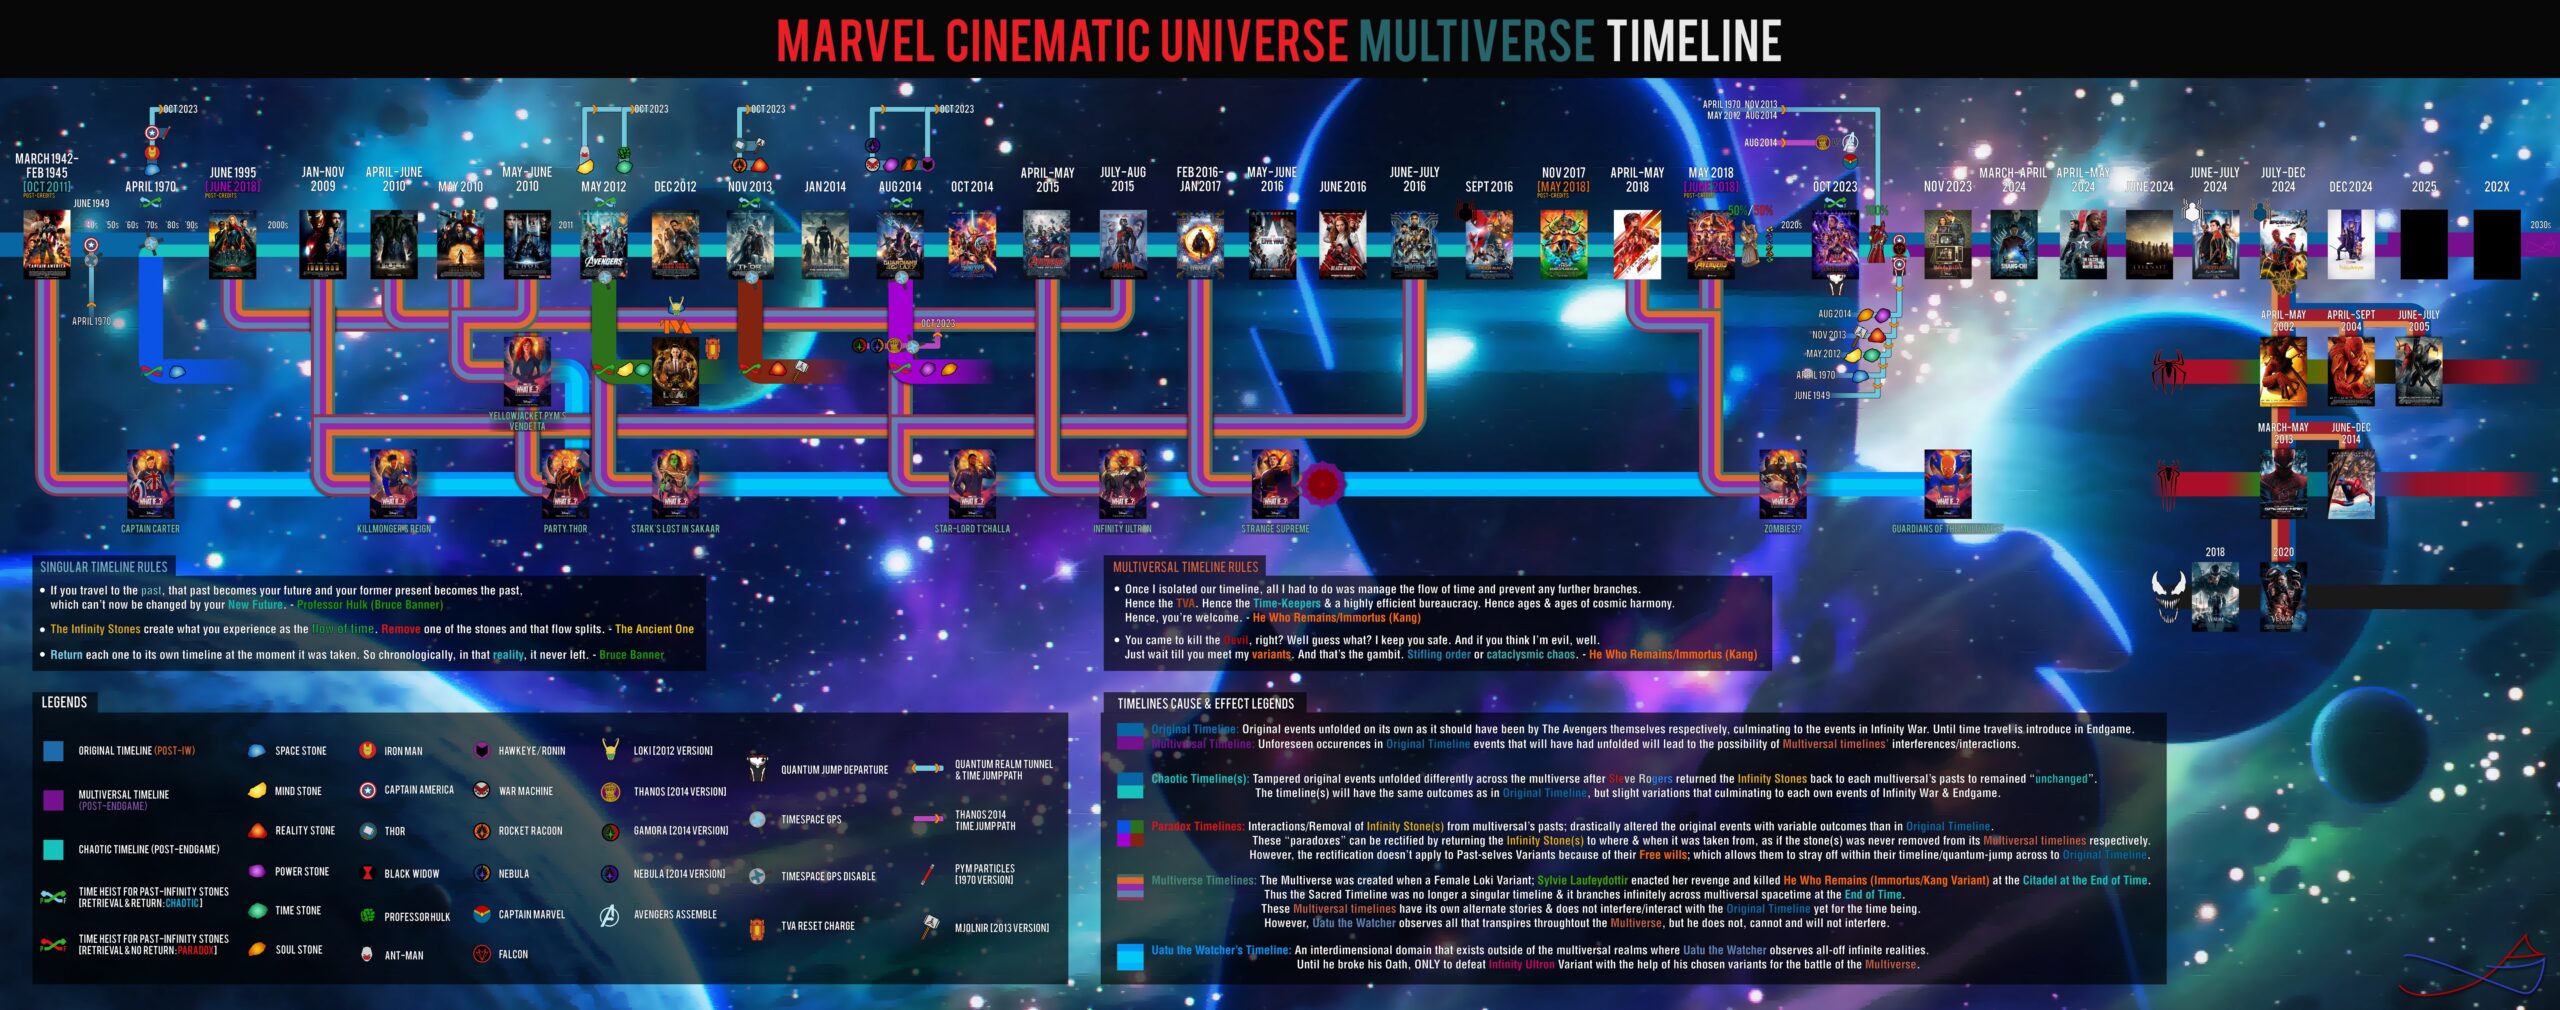 MARVEL CINEMATIC UNIVERSE MULTIVERSE TIMELINE
OCT 2023
OCT 2023
OCT 2023
OCT 2023
APRIL 1970 NOV 2013
MAY 2012 AUG 2014
AUG 2014
MARCH 1942-
FEB 1945
[OCT 2011]
POST-CREDITS
JUNE 1949
APRIL 1970
JUNE 1995
[JUNE 2018]
POST-CREDITS
JAN-NOV
2009
APRIL-JUNE
2010
MAY 2010
MAY-JUNE
2010
MAY 2012
DEC 2012
NOV 2013
JAN 2014
AUG 2014
OCT 2014
APRIL-MAY
2015
JULY-AUG
2015
FEB 2016-
JAN'2017
MAY-JUNE
2016
JUNE 2016
JUNE-JULY
2016
SEPT 2016
NOV 2017
[MAY 2018]
POST-CREDITS
APRIL-MAY
2018
MAY 2018
[JUNE 2018]
POST-CREDITS
OCT 2023
NOV 2023
MARCH-APRIL
2024
APRIL-MAY
2024
JUNE 2024
JUNE-JULY
2024
JULY-DEC
2024
DEC 2024
2025
202X
'40s '50s '60s '70s '80s '90s
2000s
2011
50%/50%
2020s
100%
2030s
CAPTAIN AMERICA
IRON MAN
AVENGERS
THOR
ANT-MAN
BLACK WIDOW
AVENGERS
SHANG-CHI
APRIL 1970
OCT 2023
TVA
LOKI
AUG 2014
NOV 2013
MAY 2012
APRIL 1970
JUNE 1949
APRIL-MAY
2002
APRIL-SEPT
2004
JUNE-JULY
2005
WHAT IF...?
YELLOWJACKET PYM'S
VENDETTA
MARCH-MAY
2013
JUNE-DEC
2014
WHAT IF...?
WHAT IF...?
WHAT IF...?
WHAT IF...?
WHAT IF...?
WHAT IF...?
WHAT IF...?
WHAT IF...?
WHAT IF...?
CAPTAIN CARTER
KILLMONGER'S REIGN
PARTY THOR
STARK'S LOST IN SAKAAR
STAR-LORD T'CHALLA
INFINITY ULTRON
STRANGE SUPREME
ZOMBIES!?
GUARDIANS OF THE MULTIVERSE
2018
2020
VENOM
VENOM
SINGULAR TIMELINE RULES
• If you travel to the past, that past becomes your future and your former present becomes the past,
which can't now be changed by your New Future. - Professor Hulk (Bruce Banner)
• The Infinity Stones create what you experience as the flow of time. Remove one of the stones and that flow splits. - The Ancient One
• Return each one to its own timeline at the moment it was taken. So chronologically, in that reality, it never left. - Bruce Banner
MULTIVERSAL TIMELINE RULES
• Once I isolated our timeline, all I had to do was manage the flow of time and prevent any further branches.
Hence the TVA. Hence the Time-Keepers & a highly efficient bureaucracy. Hence ages & ages of cosmic harmony.
Hence, you're welcome. - He Who Remains/Immortus (Kang)
• You came to kill the Devil, right? Well guess what? I keep you safe. And if you think I'm evil, well.
Just wait till you meet my variants. And that's the gambit. Stifling order or cataclysmic chaos. - He Who Remains/Immortus (Kang)
LEGENDS
ORIGINAL TIMELINE (POST-IW)
MULTIVERSAL TIMELINE
(POST-ENDGAME)
CHAOTIC TIMELINE (POST-ENDGAME)
TIME HEIST FOR PAST-INFINITY STONES
[RETRIEVAL & RETURN: CHAOTIC]
TIME HEIST FOR PAST-INFINITY STONES
[RETRIEVAL & NO RETURN: PARADOX]
SPACE STONE
MIND STONE
REALITY STONE
POWER STONE
TIME STONE
SOUL STONE
IRON MAN
CAPTAIN AMERICA
THOR
BLACK WIDOW
PROFESSOR HULK
ANT-MAN
HAWKEYE/RONIN
WAR MACHINE
ROCKET RACOON
NEBULA
CAPTAIN MARVEL
FALCON
LOKI [2012 VERSION]
THANOS [2014 VERSION]
GAMORA [2014 VERSION]
NEBULA [2014 VERSION]
AVENGERS ASSEMBLE
QUANTUM JUMP DEPARTURE
TIMESPACE GPS
TIMESPACE GPS DISABLE
TVA RESET CHARGE
QUANTUM REALM TUNNEL
& TIME JUMP PATH
THANOS 2014
TIME JUMP PATH
PYM PARTICLES
[1970 VERSION]
MJOLNIR [2013 VERSION]
TIMELINES CAUSE & EFFECT LEGENDS
Original Timeline: Original events unfolded on its own as it should have been by The Avengers themselves respectively, culminating to the events in Infinity War. Until time travel is introduce in Endgame.
Multiversal Timeline: Unforeseen occurences in Original Timeline events that will have had unfolded will lead to the possibility of Multiversal timelines' interferences/interactions.
Chaotic Timeline(s): Tampered original events unfolded differently across the multiverse after Steve Rogers returned the Infinity Stones back to each multiversal's pasts to remained "unchanged".
The timeline(s) will have the same outcomes as in Original Timeline, but slight variations that culminating to each own events of Infinity War & Endgame.
Paradox Timelines: Interactions/Removal of Infinity Stone(s) from multiversal's pasts; drastically altered the original events with variable outcomes than in Original Timeline.
These "paradoxes" can be rectified by returning the Infinity Stone(s) to where & when it was taken from, as if the stone(s) was never removed from its Multiversal timelines respectively.
However, the rectification doesn't apply to Past-selves Variants because of their Free wills; which allows them to stray off within their timeline/quantum-jump across to Original Timeline.
Multiverse Timelines: The Multiverse was created when a Female Loki Variant; Sylvie Laufeydottir enacted her revenge and killed He Who Remains (Immortus/Kang Variant) at the Citadel at the End of Time.
Thus the Sacred Timeline was no longer a singular timeline & it branches infinitely across multiversal spacetime at the End of Time.
These Multiversal timelines have its own alternate stories & does not interfere/interact with the Original Timeline yet for the time being.
However, Uatu the Watcher observes all that transpires throughtout the Multiverse, but he does not, cannot and will not interfere.
Uatu the Watcher's Timeline: An interdimensional domain that exists outside of the multiversal realms where Uatu the Watcher observes all-off infinite realities.
Until he broke his Oath, ONLY to defeat Infinity Ultron Variant with the help of his chosen variants for the battle of the Multiverse.